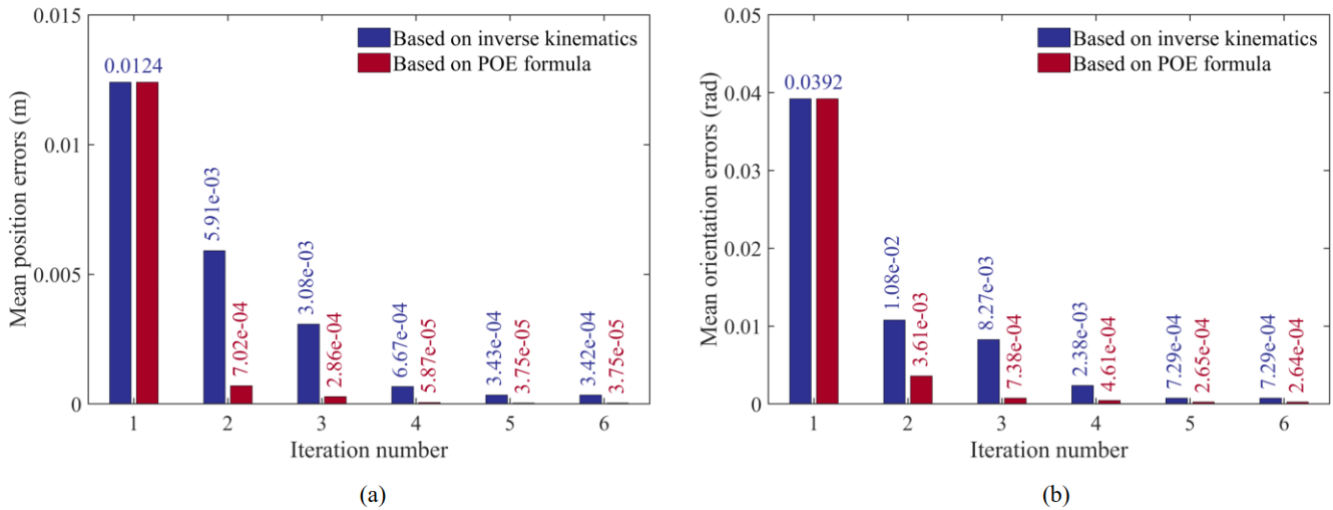 Mean position errors (m)
0.015
0.01
0.005
0
Based on inverse kinematics
Based on POE formula
0.0124
5.91e-03
7.02e-04
3.08e-03
2.86e-04
6.67e-04
5.87e-05
3.43e-04
3.75e-05
3.42e-04
3.75e-05
1 2 3 4 5 6
Iteration number
(a)
Mean orientation errors (rad)
0.05
0.04
0.03
0.02
0.01
0
Based on inverse kinematics
Based on POE formula
0.0392
1.08e-02
3.61e-03
8.27e-03
7.38e-04
2.38e-03
4.61e-04
7.29e-04
2.65e-04
7.29e-04
2.64e-04
1 2 3 4 5 6
Iteration number
(b)